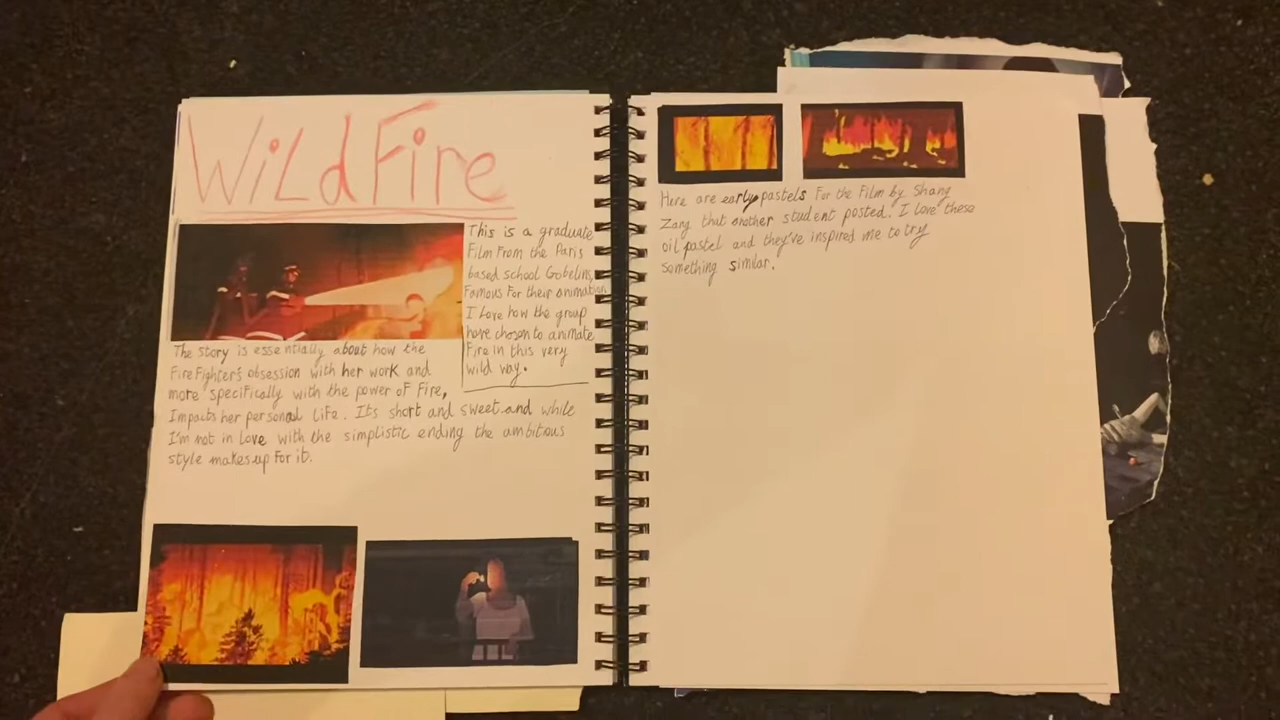 WiLdFire
This is a graduate
Film From the Paris
based school Gobelins,
Famous For their animation
I Love how the group
have chosen to animate
Fire in this very
wild way.
The story is essentially about how the
FireFighter's obsession with her work and
more specifically with the power of Fire,
Impacts her personal life. Its short and sweet and while
I'm not in Love with the simplistic ending the ambitious
style makes up For it.
Here are early pastels For the Film by Shang
Zang that another student posted. I love these
oil pastel and they've inspired me to try
something similar.